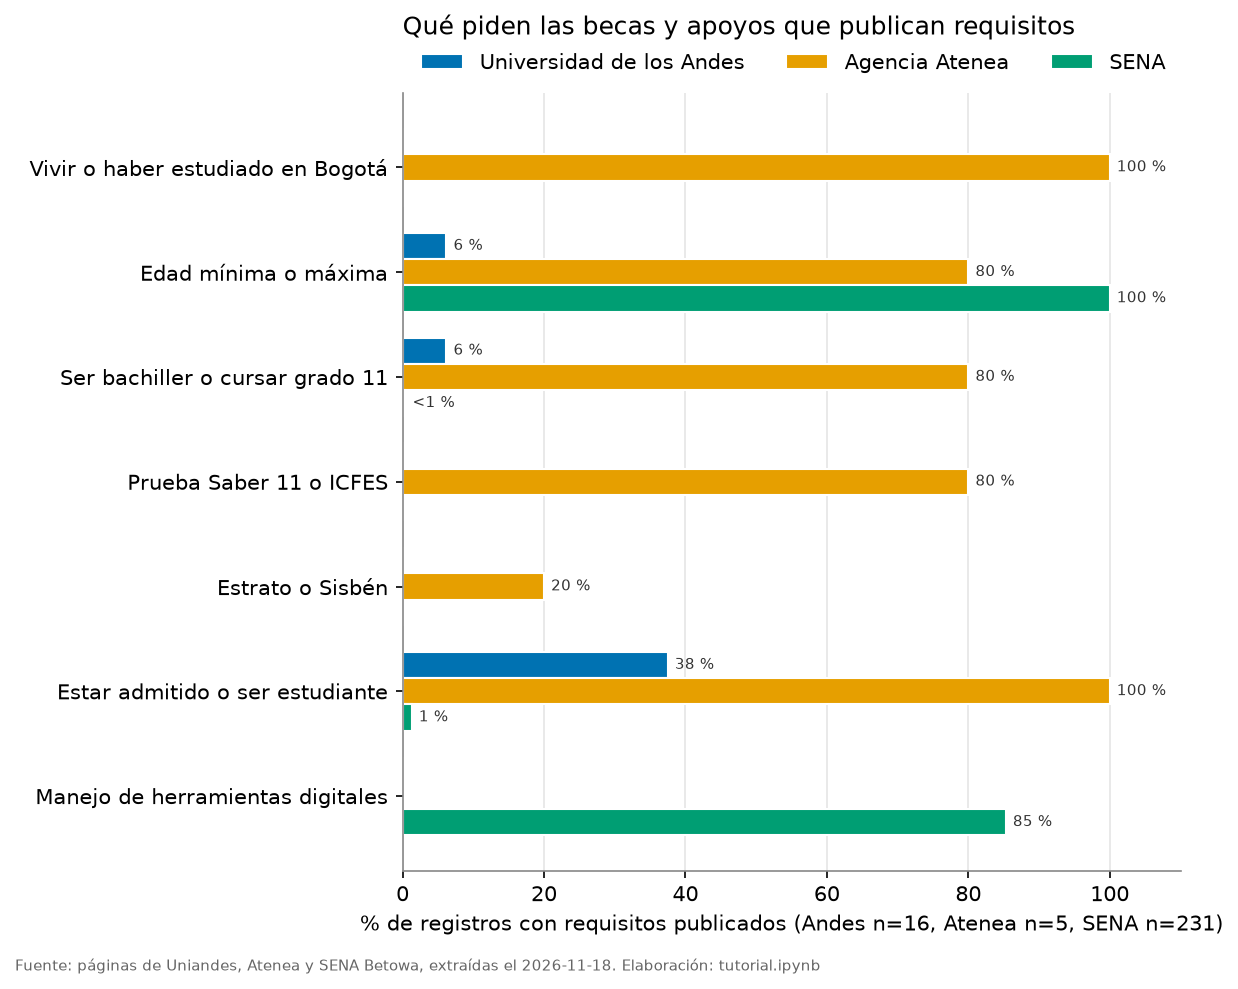 Qué piden las becas y apoyos que publican requisitos
Universidad de los Andes Agencia Atenea SENA
Vivir o haber estudiado en Bogotá 100 %
6 %
Edad mínima o máxima 80 %
100 %
6 %
Ser bachiller o cursar grado 11 80 %
<1 %
Prueba Saber 11 o ICFES 80 %
Estrato o Sisbén 20 %
38 %
Estar admitido o ser estudiante 100 %
1 %
Manejo de herramientas digitales
85 %
0 20 40 60 80 100
% de registros con requisitos publicados (Andes n=16, Atenea n=5, SENA n=231)
Fuente: páginas de Uniandes, Atenea y SENA Betowa, extraídas el 2026-11-18. Elaboración: tutorial.ipynb